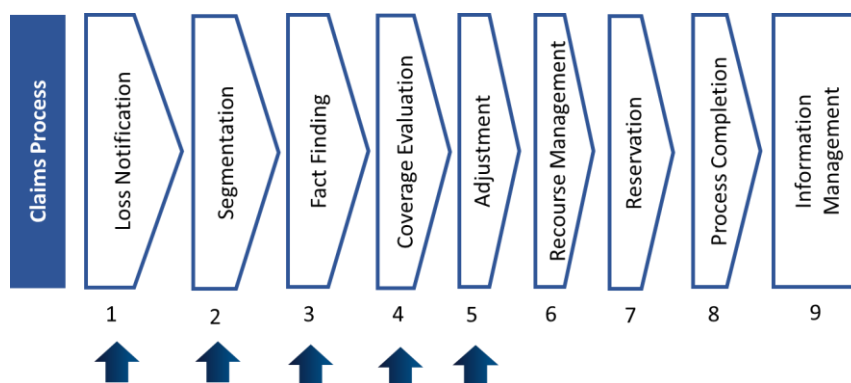 Claims Process
Loss Notification
Segmentation
Fact Finding
Coverage Evaluation
Adjustment
Recourse Management
Reservation
Process Completion
Information
Management
1 2 3 4 5 6 7 8 9